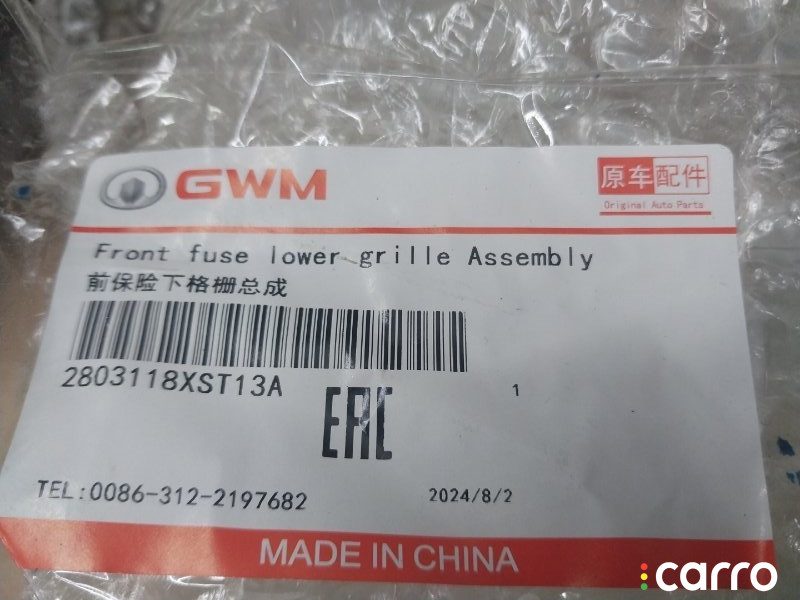 GWM
原车配件
Original Auto Parts
Front fuse lower grille Assembly
前保险下格栅总成
2803118XST13A
1
EAC
TEL:0086-312-2197682
2024/8/2
MADE IN CHINA
carro